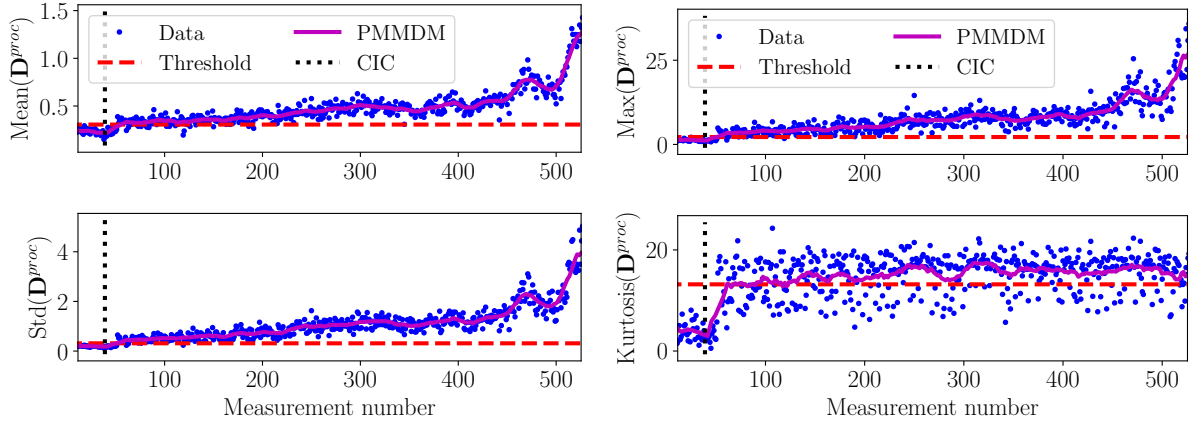 Mean(D^proc)
1.5
1.0
0.5
Data
Threshold
PMMDM
CIC
100 200 300 400 500
Max(D^proc)
25
0
Data
Threshold
PMMDM
CIC
100 200 300 400 500
Std(D^proc)
4
2
0
100 200 300 400 500
Measurement number
Kurtosis(D^proc)
20
0
100 200 300 400 500
Measurement number